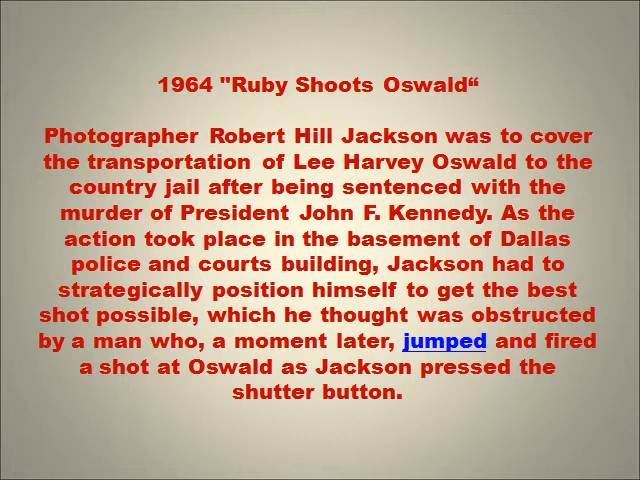 1964 "Ruby Shoots Oswald“
Photographer Robert Hill Jackson was to cover
the transportation of Lee Harvey Oswald to the
country jail after being sentenced with the
murder of President John F. Kennedy. As the
action took place in the basement of Dallas
police and courts building, Jackson had to
strategically position himself to get the best
shot possible, which he thought was obstructed
by a man who, a moment later, jumped and fired
a shot at Oswald as Jackson pressed the
shutter button.